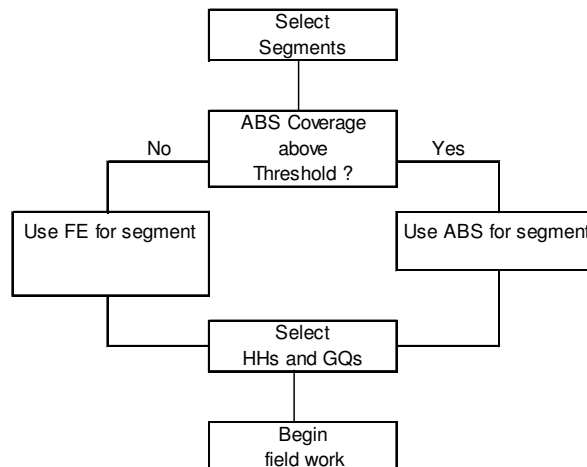 Select
Segments
ABS Coverage
above
Threshold ?
No
Yes
Use FE for segment
Use ABS for segment
Select
HHs and GQs
Begin
field work